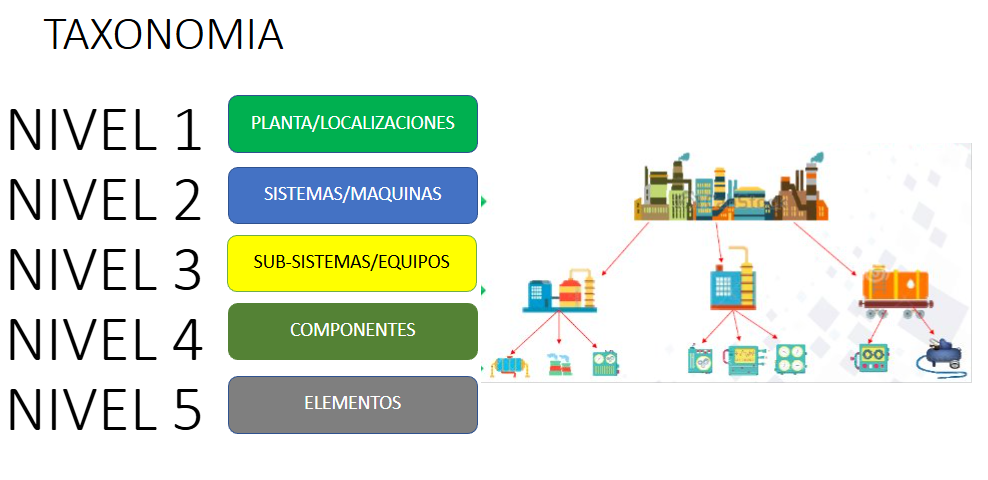 TAXONOMIA
NIVEL 1
PLANTA/LOCALIZACIONES
NIVEL 2
SISTEMAS/MAQUINAS
NIVEL 3
SUB-SISTEMAS/EQUIPOS
NIVEL 4
COMPONENTES
NIVEL 5
ELEMENTOS